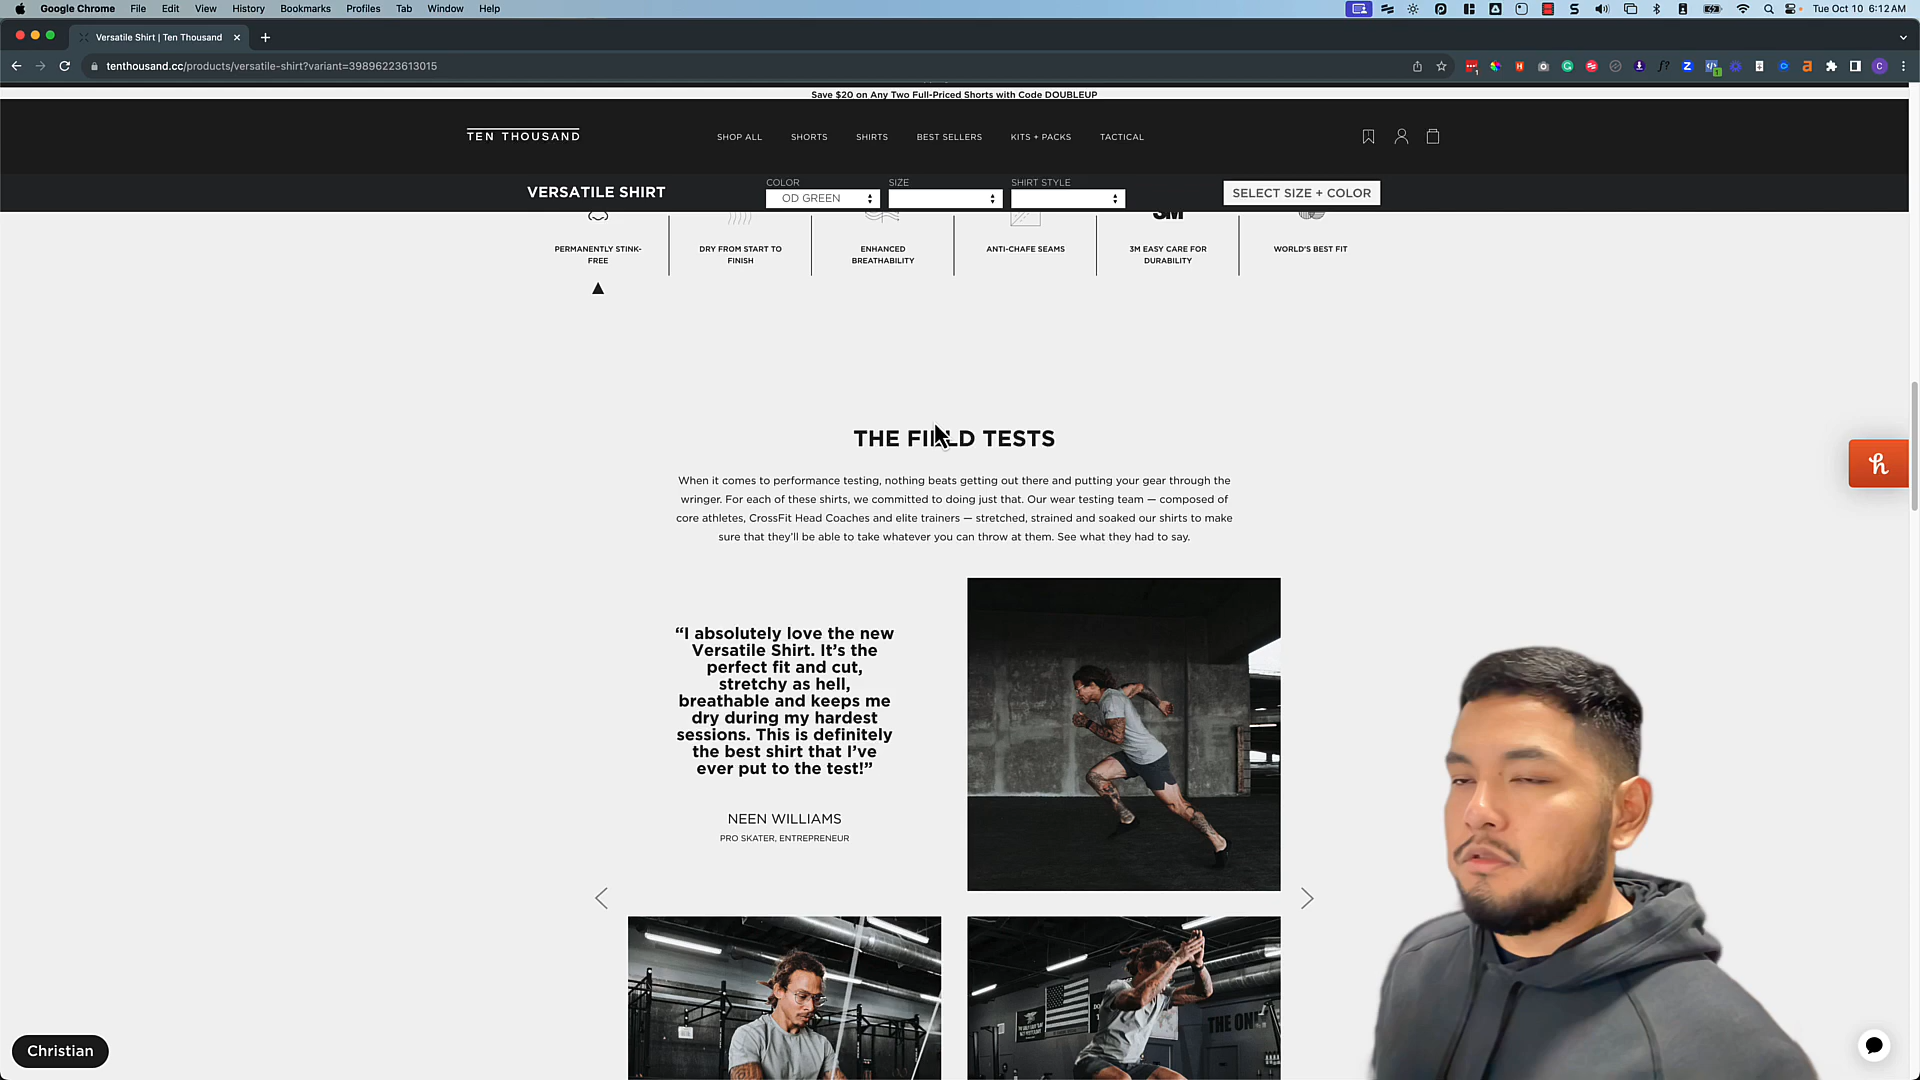 Google Chrome File Edit View History Bookmarks Profiles Tab Window Help Tue Oct 10 6:12 AM
Versatile Shirt | Ten Thousand
tenthousand.cc/products/versatile-shirt?variant=39896223613015
Save $20 on Any Two Full-Priced Shorts with Code DOUBLEUP
TEN THOUSAND SHOP ALL SHORTS SHIRTS BEST SELLERS KITS + PACKS TACTICAL
VERSATILE SHIRT
COLOR SIZE SHIRT STYLE
OD GREEN
SELECT SIZE + COLOR
3M
PERMANENTLY STINK-
FREE
DRY FROM START TO
FINISH
ENHANCED
BREATHABILITY
ANTI-CHAFE SEAMS
3M EASY CARE FOR
DURABILITY
WORLD'S BEST FIT
THE FIELD TESTS
When it comes to performance testing, nothing beats getting out there and putting your gear through the
wringer. For each of these shirts, we committed to doing just that. Our wear testing team — composed of
core athletes, CrossFit Head Coaches and elite trainers — stretched, strained and soaked our shirts to make
sure that they'll be able to take whatever you can throw at them. See what they had to say.
“I absolutely love the new
Versatile Shirt. It’s the
perfect fit and cut,
stretchy as hell,
breathable and keeps me
dry during my hardest
sessions. This is definitely
the best shirt that I’ve
ever put to the test!”
NEEN WILLIAMS
PRO SKATER, ENTREPRENEUR
THE ON
Christian